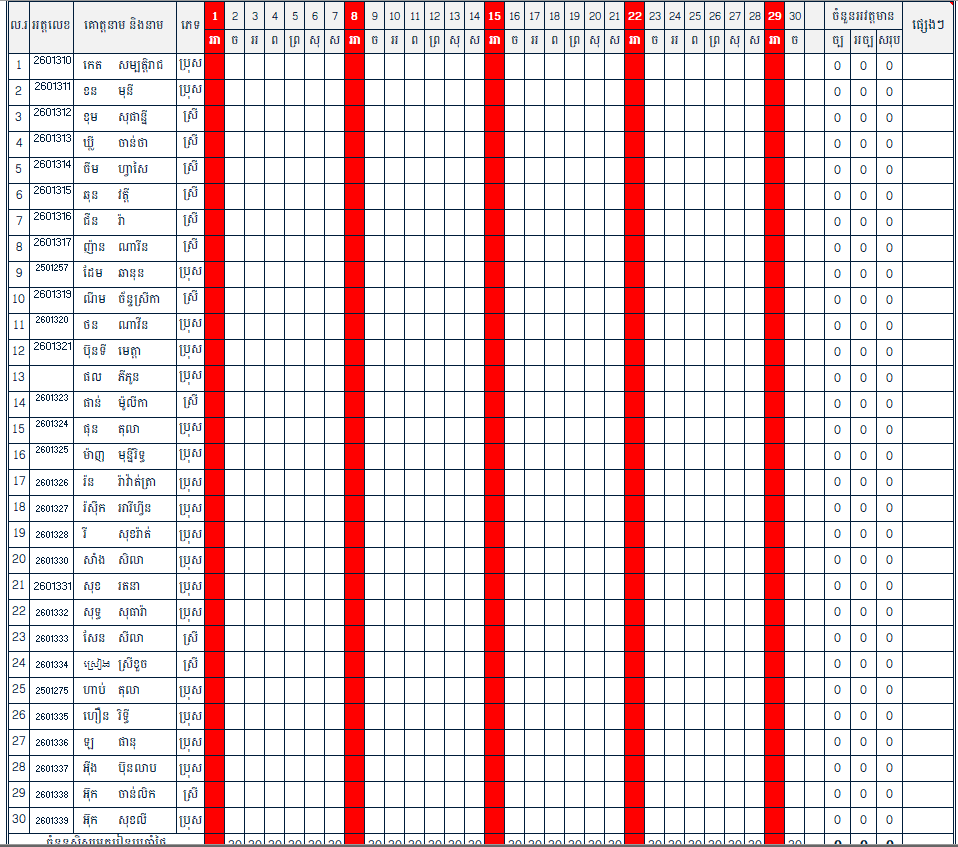 ល.រ អត្តលេខ គោត្តនាម និងនាម ភេទ 1 2 3 4 5 6 7 8 9 10 11 12 13 14 15 16 17 18 19 20 21 22 23 24 25 26 27 28 29 30 ចំនួនអវត្តមាន ផ្សេងៗ
អា ច អ ព ព្រ សុ ស អា ច អ ព ព្រ សុ ស អា ច អ ព ព្រ សុ ស អា ច អ ព ព្រ សុ ស អា ច ច្ប អច្ប សរុប
1 2601310 កេត សម្បត្តិរាជ ប្រុស 0 0 0
2 2601311 ខន មុនី ប្រុស 0 0 0
3 2601312 ខុម សុផាន្នី ស្រី 0 0 0
4 2601313 ឃ្លី ចាន់ថា ស្រី 0 0 0
5 2601314 ចឹម ហ្វាសៃ ស្រី 0 0 0
6 2601315 ឆុន វត្តី ស្រី 0 0 0
7 2601316 ជឺន រ៉ា ស្រី 0 0 0
8 2601317 ញ៉ាន ណាវីន ស្រី 0 0 0
9 2501257 ដែម ឆានុន ប្រុស 0 0 0
10 2601319 ណឹម ច័ន្ទស្រីកា ស្រី 0 0 0
11 2601320 ថន ណាវីន ប្រុស 0 0 0
12 2601321 ប៊ុនទី មេត្តា ប្រុស 0 0 0
13 ផល ភីភួន ប្រុស 0 0 0
14 2601323 ផាន់ ម៉ូលីកា ស្រី 0 0 0
15 2601324 ផុន តុលា ប្រុស 0 0 0
16 2601325 ម៉ាញ មុន្នីរិទ្ធ ប្រុស 0 0 0
17 2601326 រ៉ន រ៉ាវ៉ាត់ត្រា ប្រុស 0 0 0
18 2601327 រ៉ស៊ីក អារីហ្វីន ប្រុស 0 0 0
19 2601328 រី សុខរ៉ាត់ ប្រុស 0 0 0
20 2601330 សាំង សិលា ប្រុស 0 0 0
21 2601331 សុខ រតនា ប្រុស 0 0 0
22 2601332 សុទ្ធ សុធារ៉ា ប្រុស 0 0 0
23 2601333 សែន សីលា ស្រី 0 0 0
24 2601334 ស្រៀង ស្រីខួច ស្រី 0 0 0
25 2501275 ហាប់ តុលា ប្រុស 0 0 0
26 2601335 ហឿន រិទ្ធី ប្រុស 0 0 0
27 2601336 ឡ ផានុ ប្រុស 0 0 0
28 2601337 អ៊ីង ប៊ុនលាប ប្រុស 0 0 0
29 2601338 អ៊ុក ចាន់លិក ស្រី 0 0 0
30 2601339 អ៊ុក សុខលី ប្រុស 0 0 0